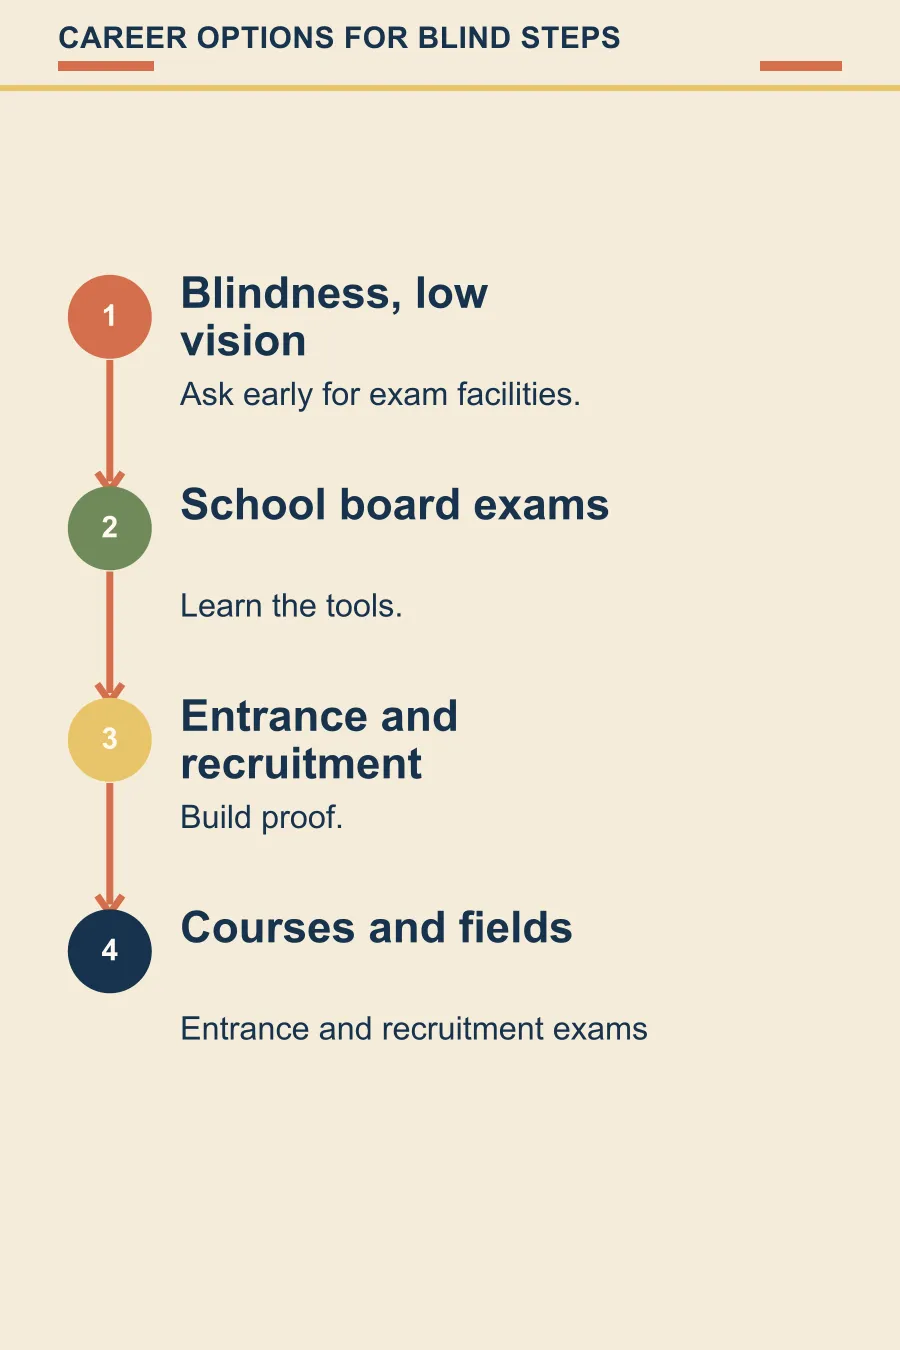 CAREER OPTIONS FOR BLIND STEPS
1
Blindness, low
vision
Ask early for exam facilities.
2
School board exams
Learn the tools.
3
Entrance and
recruitment
Build proof.
4
Courses and fields
Entrance and recruitment exams